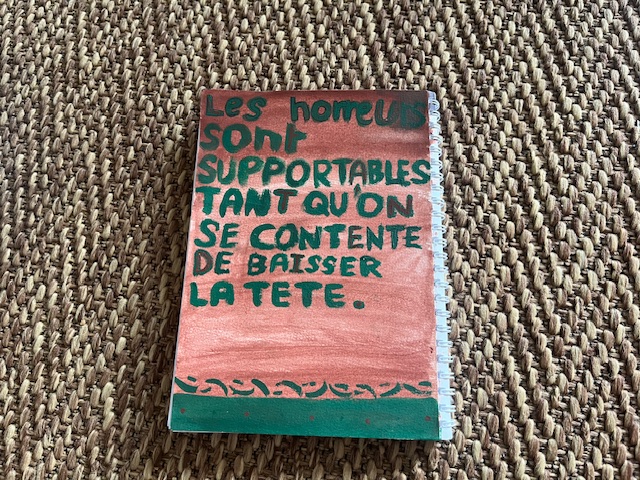 Les horreurs
sont
SUPPORTABLES
TANT QU'ON
SE CONTENTE
DE BAISSER
LA TETE.